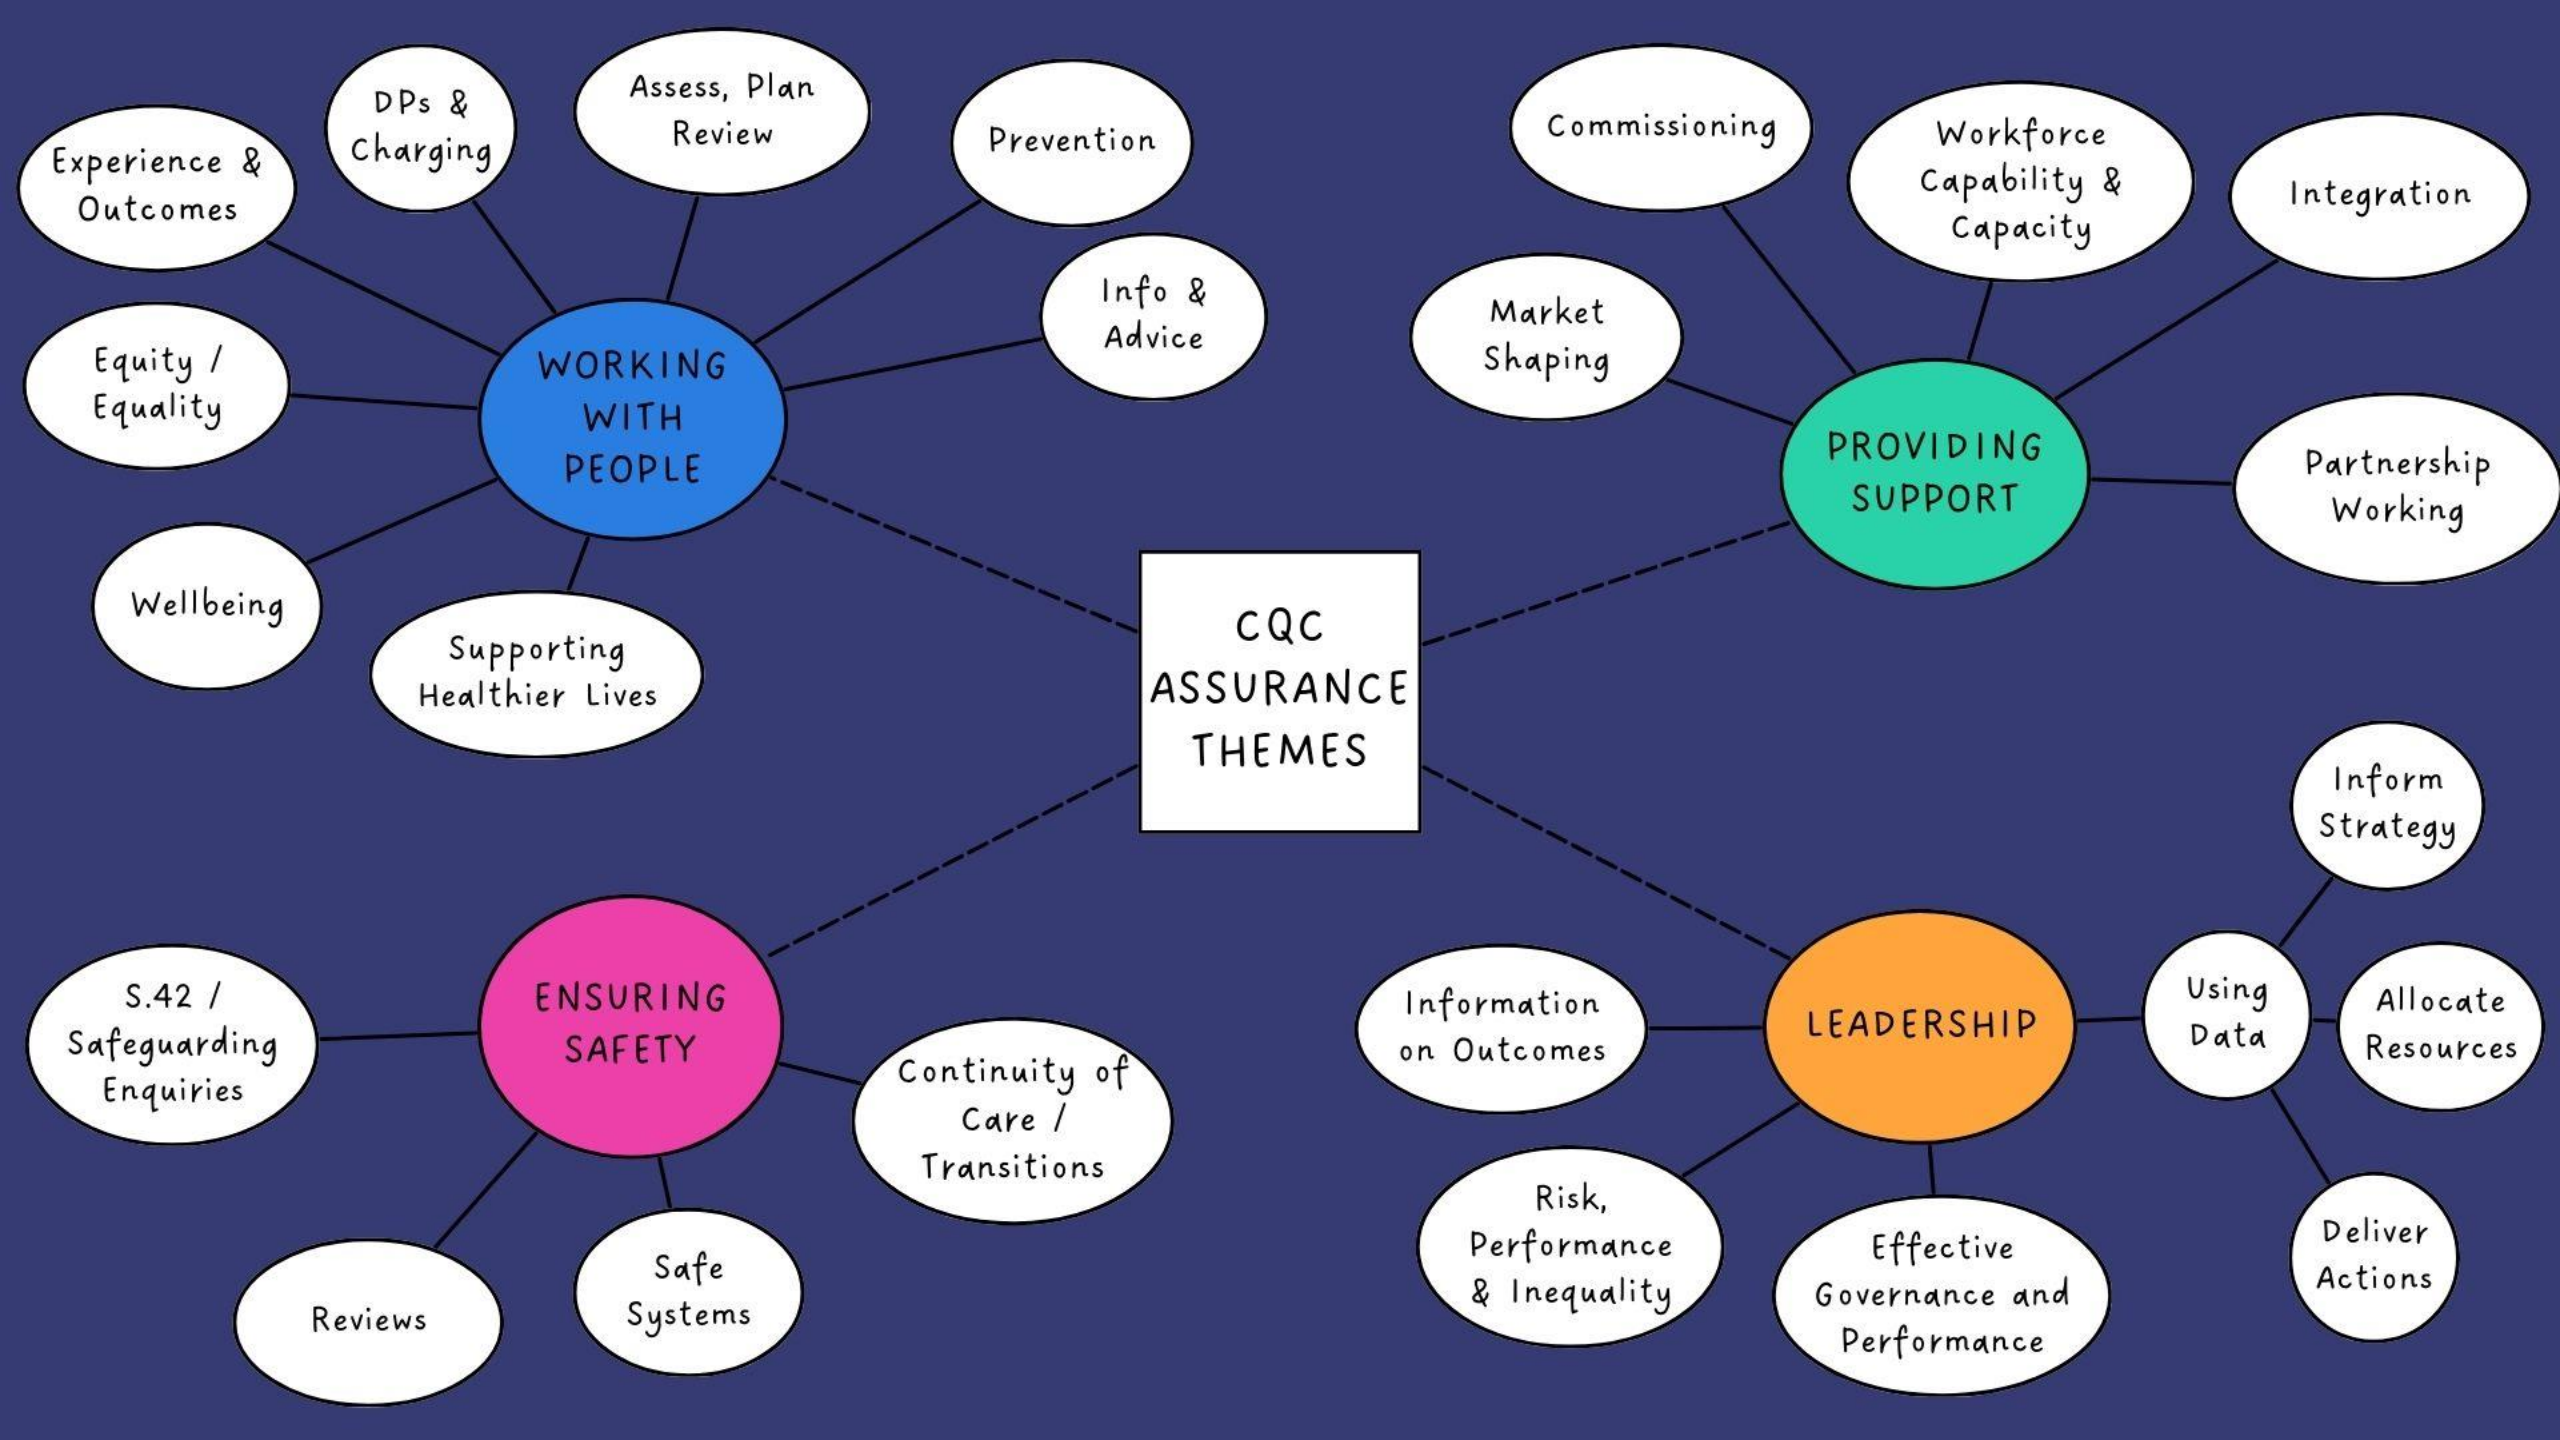 DPs &
Charging
Assess, Plan
Review
Prevention
Experience &
Outcomes
Info &
Advice
Equity /
Equality
WORKING
WITH
PEOPLE
Wellbeing
Supporting
Healthier Lives
Commissioning
Workforce
Capability &
Capacity
Integration
Market
Shaping
PROVIDING
SUPPORT
Partnership
Working
CQC
ASSURANCE
THEMES
S.42 /
Safeguarding
Enquiries
ENSURING
SAFETY
Continuity of
Care /
Transitions
Reviews
Safe
Systems
Inform
Strategy
Information
on Outcomes
LEADERSHIP
Using
Data
Allocate
Resources
Risk,
Performance
& Inequality
Effective
Governance and
Performance
Deliver
Actions